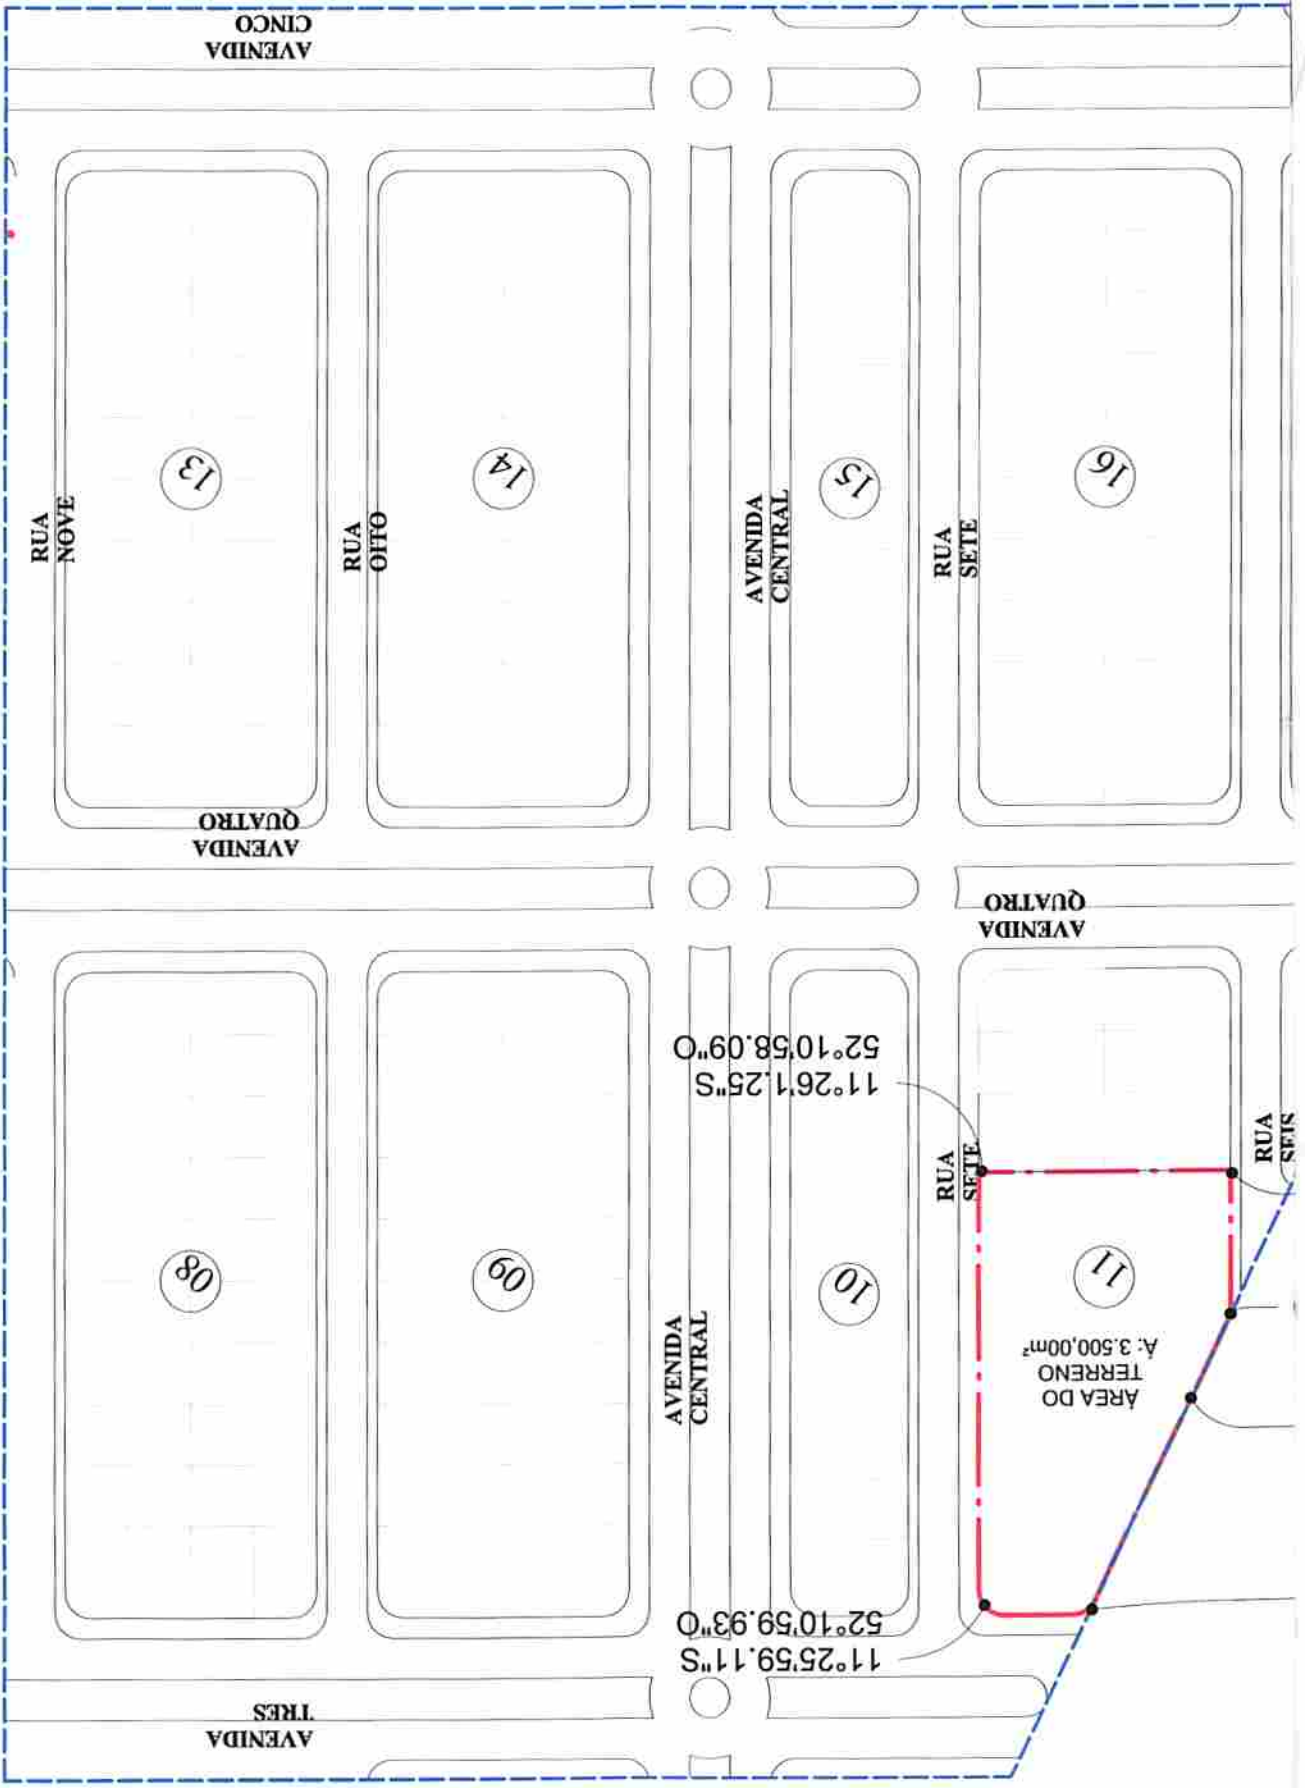 AVENIDA
CINCO
RUA
NOVE
13
RUA
OITO
14
AVENIDA
CENTRAL
15
RUA
SETE
16
AVENIDA
QUATRO
AVENIDA
QUATRO
11°26'1.25"S
52°10'58.09"O
RUA
SETE
RUA
SEIS
08
09
10
11
AVENIDA
CENTRAL
ÁREA DO
TERRENO
Á: 3.500,00m²
11°25'59.11"S
52°10'59.93"O
AVENIDA
TRES